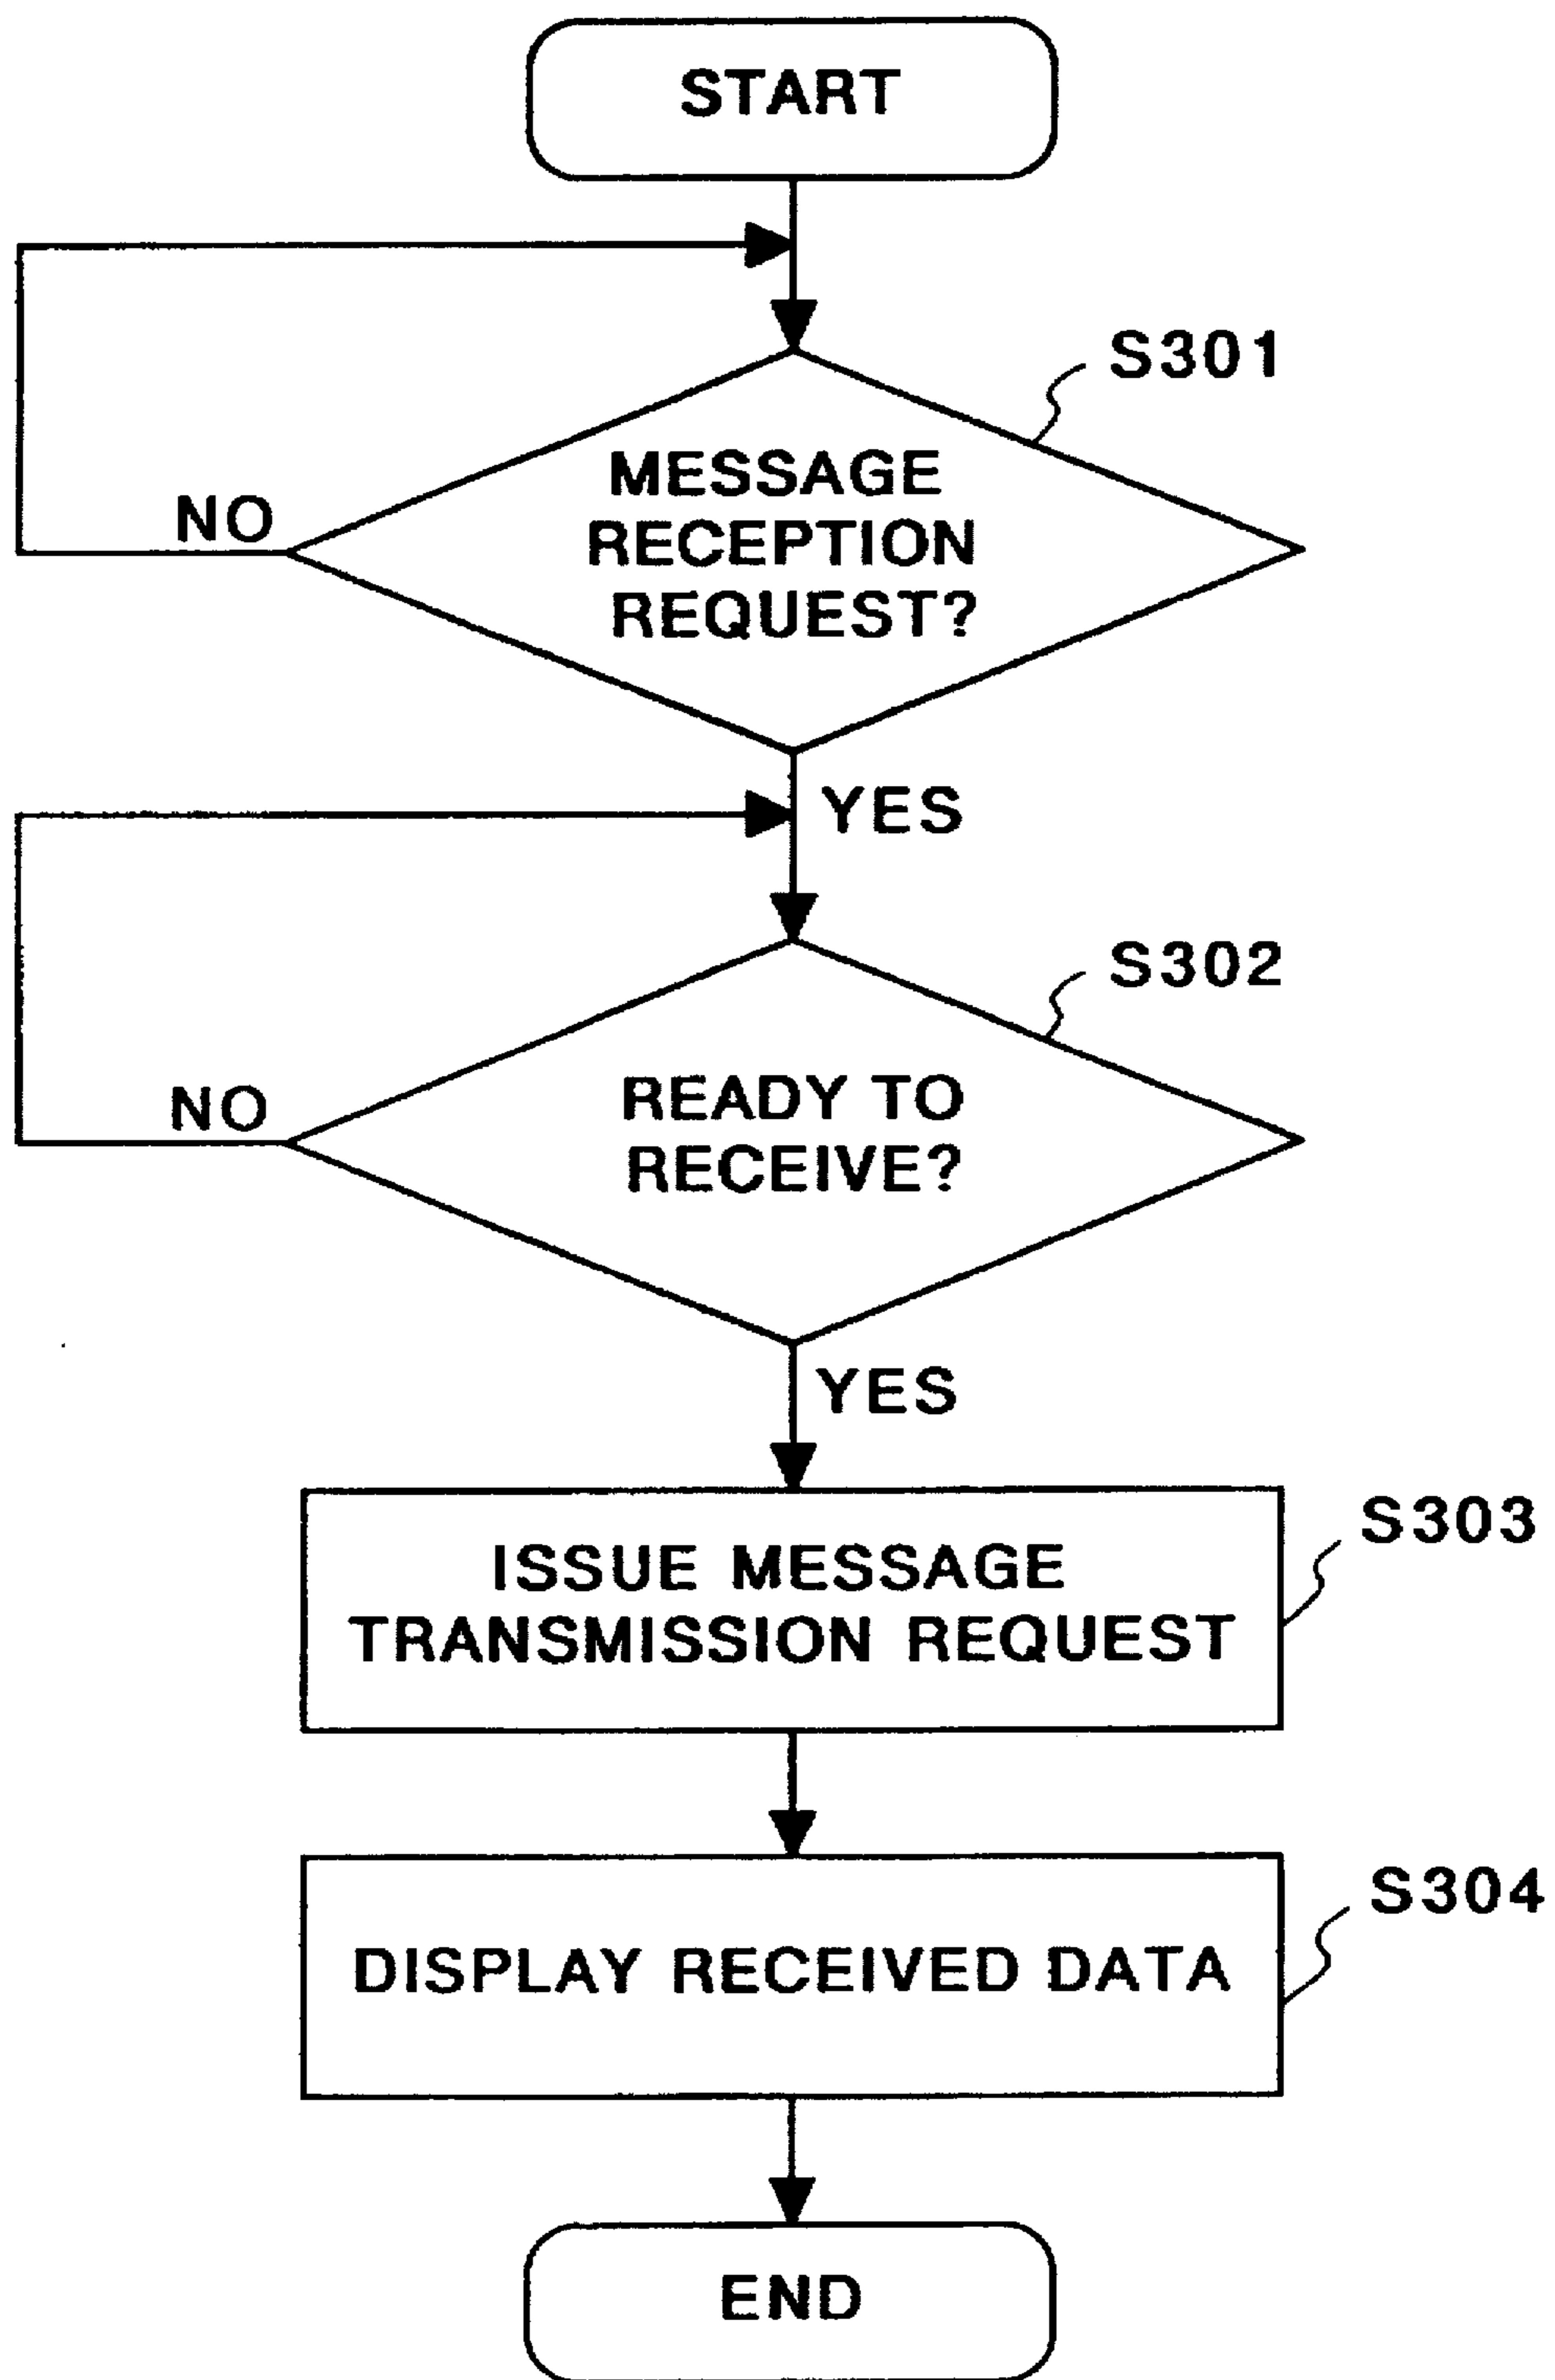 START
S301
MESSAGE
RECEPTION
REQUEST?
NO
YES
S302
READY TO
RECEIVE?
NO
YES
S303
ISSUE MESSAGE
TRANSMISSION REQUEST
S304
DISPLAY RECEIVED DATA
END